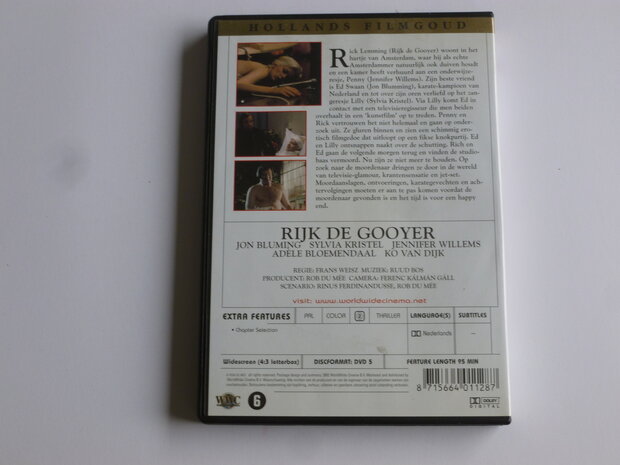 HOLLANDS FILMGOUD
Rick Lemming (Rijk de Gooyer) woont in het
hartje van Amsterdam, waar hij als echte
Amsterdammer natuurlijk ook duiven houdt
en een kamer heeft verhuurd aan een onderwijze-
resje, Penny (Jennifer Willems). Zijn beste vriend
is Ed Swaan (Jon Blumming), karate-kampioen van
Nederland en tot over zijn oren verliefd op het zan-
geresje Lilly (Sylvia Kristel). Via Lilly komt Ed in
contact met een televisieregisseur die men beiden
overhaalt in een 'kunstfilm' op te treden. Penny en
Rick vertrouwen het niet helemaal en gaan op onder-
zoek uit. Ze gluren binnen en zien een schimmig ero-
tisch filmgedoe dat uitloopt op een fikse knokpartij. Ed
en Lilly ontsnappen naakt over de schutting. Rich en
Ed gaan de volgende morgen terug en vinden de studio-
baas vermoord. Nu zijn ze niet meer te houden. Op
zoek naar de moordenaar dringen ze door in de wereld
van televisie-glamour, krantensensatie en jet-set.
Moordaanslagen, ontvoeringen, karategevechten en ach-
tervolgingen moeten er aan te pas komen voordat de
moordenaar gevonden is en het tijd is voor een happy
end.
RIJK DE GOOYER
JON BLUMING SYLVIA KRISTEL JENNIFER WILLEMS
ADÈLE BLOEMENDAAL KO VAN DIJK
REGIE: FRANS WEISZ MUZIEK: RUUD BOS
PRODUCENT: ROB DU MÉE CAMERA: FERENC KÁLMÁN GÁLL
SCENARIO: RINUS FERDINANDUSSE, ROB DU MÉE
visit: www.worldwidecinema.net
EXTRA FEATURES PAL COLOR 2 THRILLER LANGUAGE(S) SUBTITLES
• Chapter Selection
Nederlands –
Widescreen (4:3 letterbox) DISCFORMAT: DVD 5 FEATURE LENGTH 95 MIN
WWC
6
8 715664 011287
DOLBY
DIGITAL